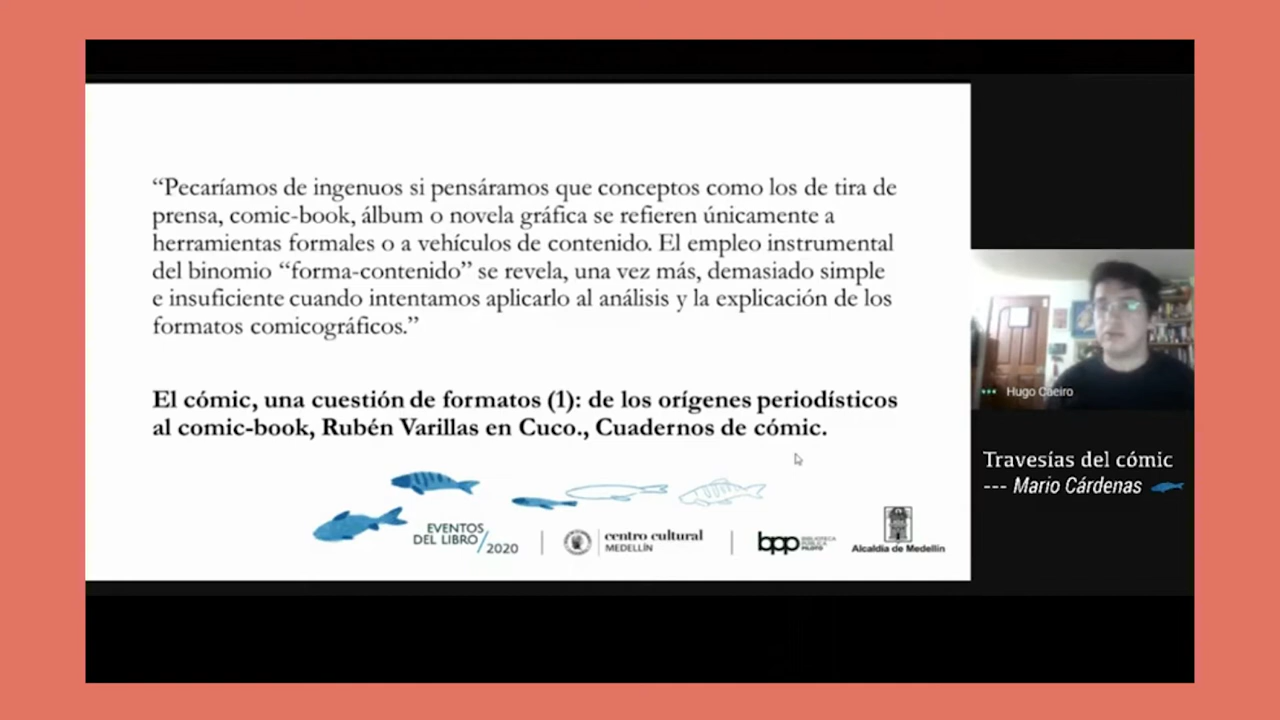 “Pecaríamos de ingenuos si pensáramos que conceptos como los de tira de
prensa, comic-book, álbum o novela gráfica se refieren únicamente a
herramientas formales o a vehículos de contenido. El empleo instrumental
del binomio “forma-contenido” se revela, una vez más, demasiado simple
e insuficiente cuando intentamos aplicarlo al análisis y la explicación de los
formatos comicográficos.”
El cómic, una cuestión de formatos (1): de los orígenes periodísticos
al comic-book, Rubén Varillas en Cuco., Cuadernos de cómic.
EVENTOS
DEL LIBRO/2020
centro cultural
MEDELLÍN
bpp
BIBLIOTECA
PÚBLICA
PILOTO
Alcaldía de Medellín
Hugo Caeiro
Travesías del cómic
--- Mario Cárdenas